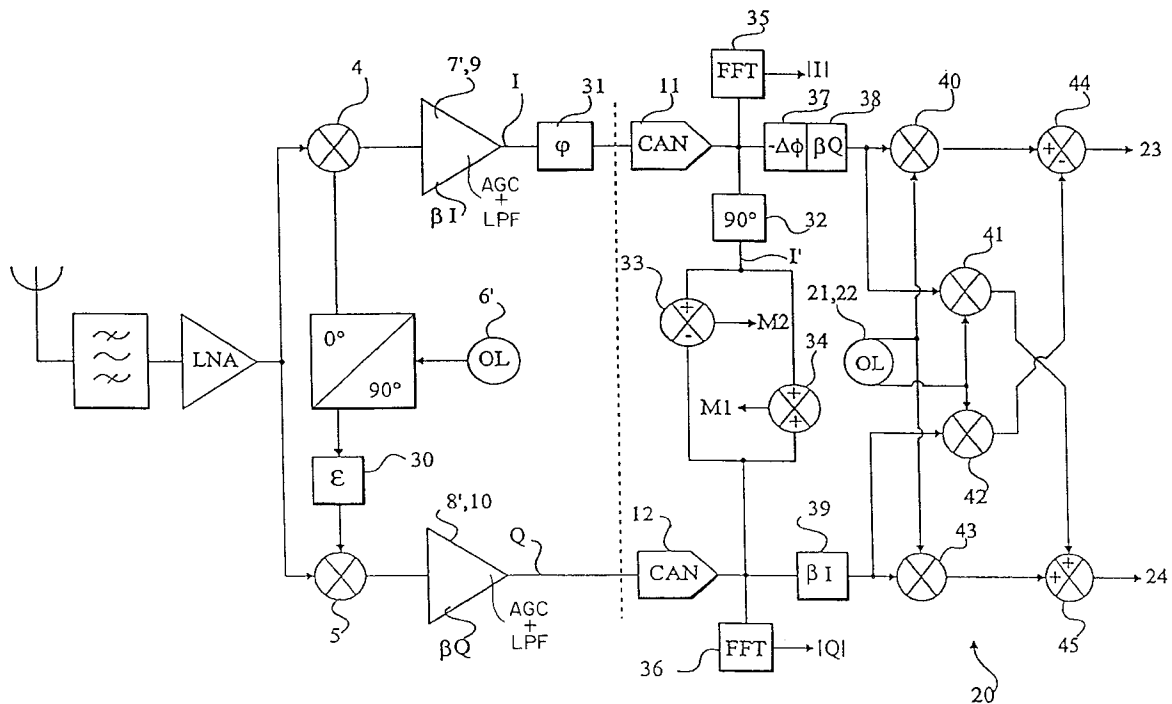 35
FFT
|I|
4
7',9
I
31
11
37
38
40
44
φ
CAN
-Δϕ
βQ
+
-
23
AGC
+
LPF
βI
90°
32
I'
41
33
+
-
M2
21,22
OL
34
6'
0°
90°
OL
LNA
M1
+
+
ε
30
42
8',10
Q
12
39
43
CAN
βI
+
+
24
5
AGC
+
LPF
βQ
45
36
FFT
|Q|
20